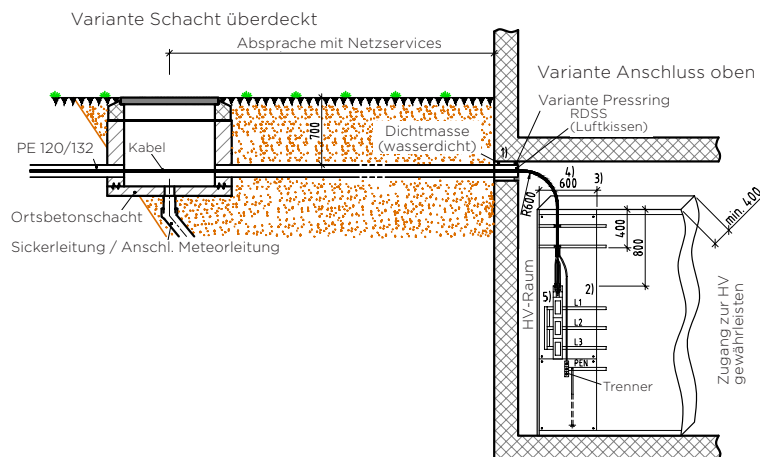 Variante Schacht überdeckt
Absprache mit Netzservices
Variante Anschluss oben
Variante Pressring
RDSS
(Luftkissen)
Dichtmasse
(wasserdicht)
1)
700
PE 120/132
Kabel
4)
600
3)
R600
min. 400
Ortsbetonschacht
400
800
Sickerleitung / Anschl. Meteorleitung
HV-Raum
2)
5)
L1
L2
L3
PEN
Trenner
Zugang zur HV
gewährleisten